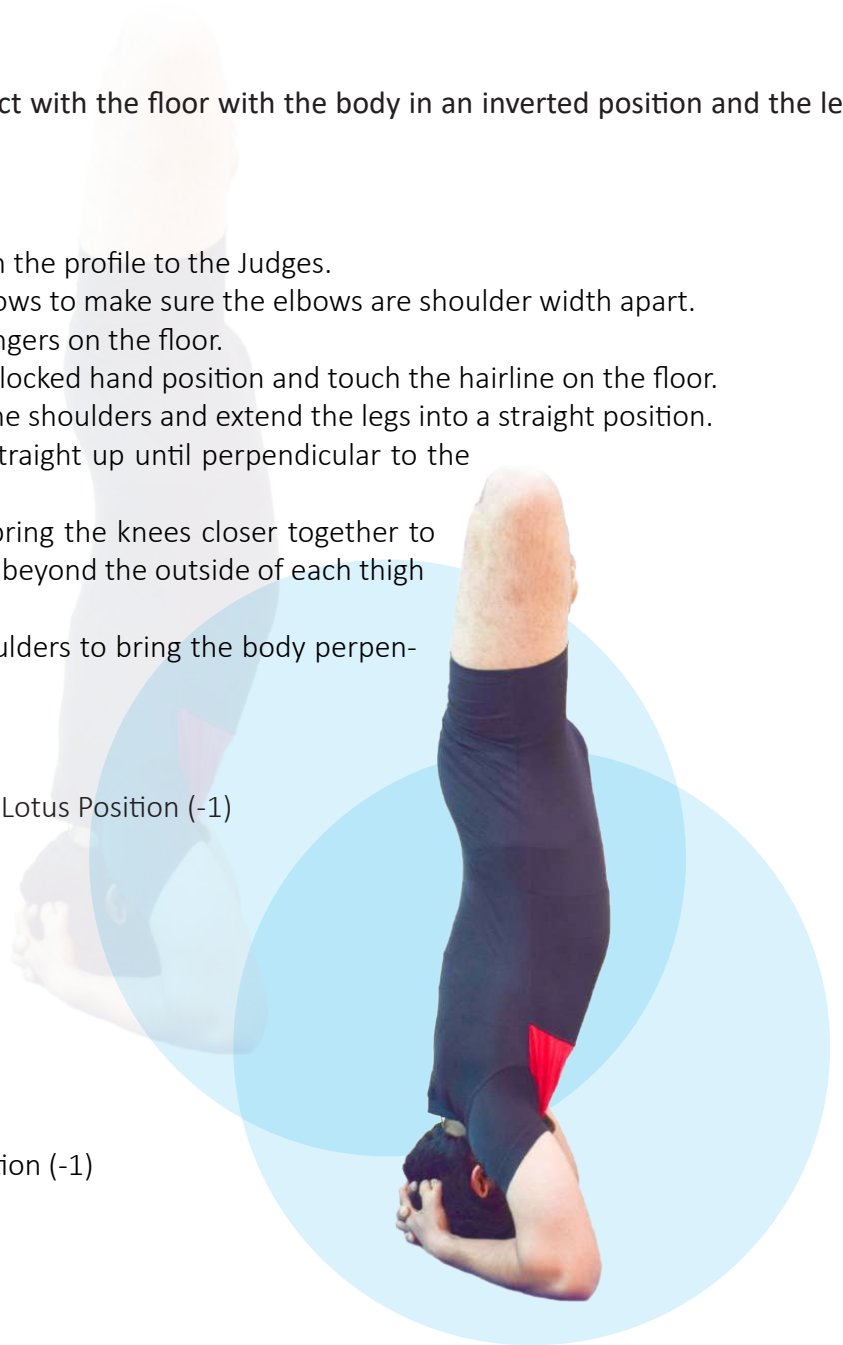 ct with the floor with the body in an inverted position and the le
n the profile to the Judges.
ows to make sure the elbows are shoulder width apart.
ngers on the floor.
locked hand position and touch the hairline on the floor.
he shoulders and extend the legs into a straight position.
traight up until perpendicular to the
bring the knees closer together to
beyond the outside of each thigh
ulders to bring the body perpen-
Lotus Position (-1)
tion (-1)